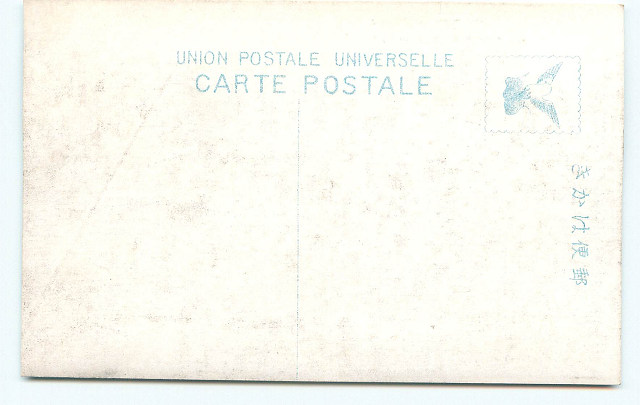 UNION POSTALE UNIVERSELLE
CARTE POSTALE
郵便はかき